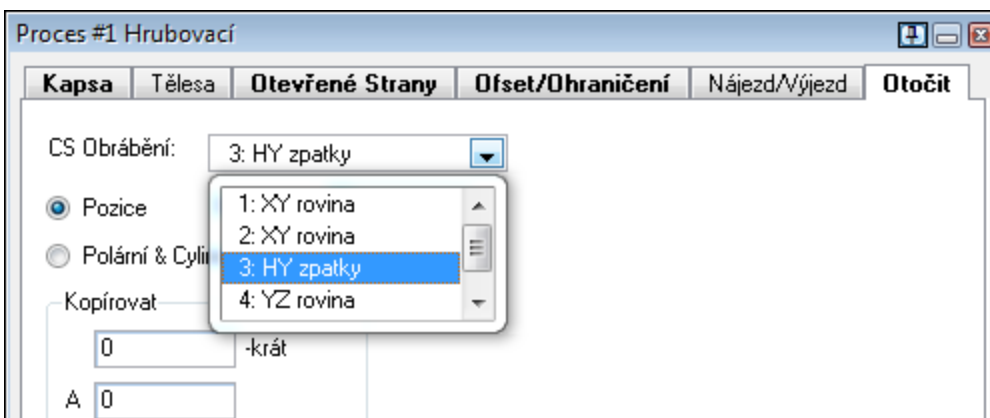 Proces #1 Hrubovací
Kapsa Tělesa Otevřené Strany Ofset/Ohraničení Nájezd/Výjezd Otočit
CS Obrábění: 3: HY zpatky
Pozice
1: XY rovina
2: XY rovina
Polární & Cylin
3: HY zpatky
4: YZ rovina
Kopírovat
0 -krát
A 0